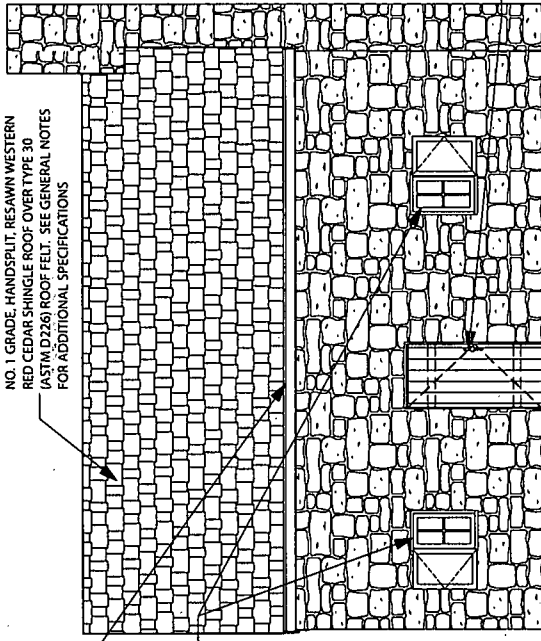 NO. 1 GRADE, HANDSPLIT, RESAWN WESTERN
RED CEDAR SHINGLE ROOF OVER TYPE 30
(ASTM D226) ROOF FELT. SEE GENERAL NOTES
FOR ADDITIONAL SPECIFICATIONS